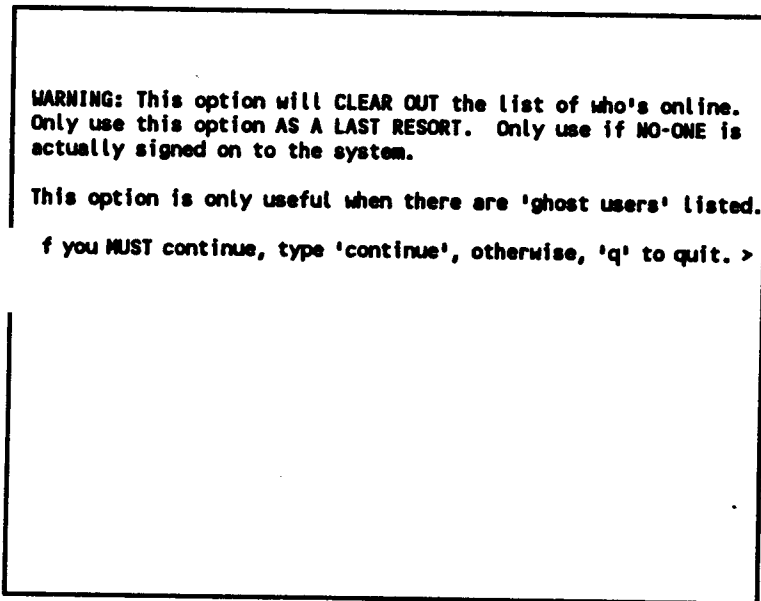 WARNING: This option will CLEAR OUT the list of who's online.
Only use this option AS A LAST RESORT.  Only use if NO-ONE is
actually signed on to the system.
This option is only useful when there are 'ghost users' listed.
f you MUST continue, type 'continue', otherwise, 'q' to quit. >